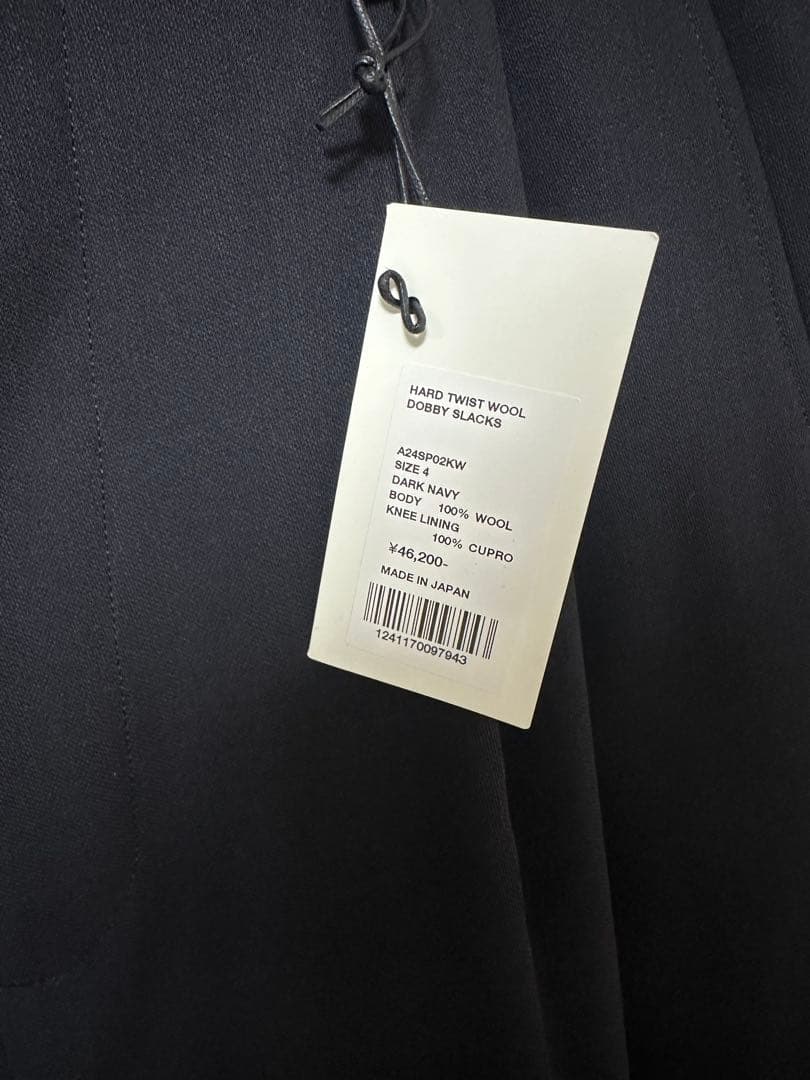 HARD TWIST WOOL
DOBBY SLACKS
A24SP02KW
SIZE 4
DARK NAVY
BODY 100% WOOL
KNEE LINING
100% CUPRO
¥46,200-
MADE IN JAPAN
1241170097943